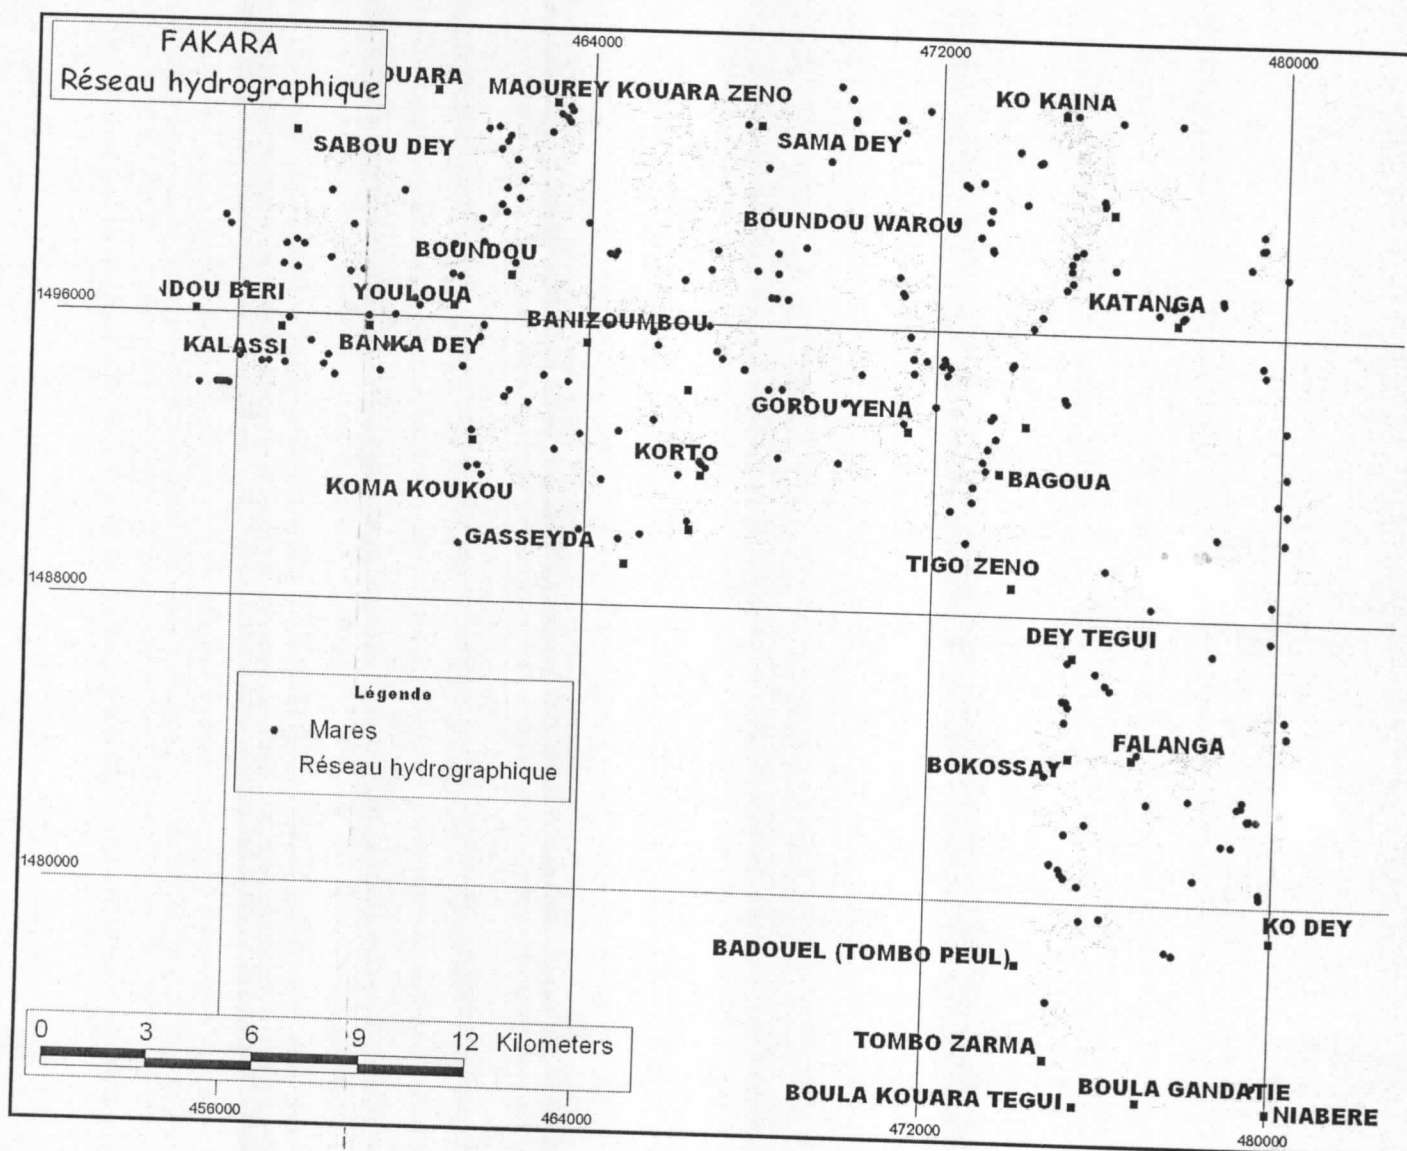 FAKARA
Réseau hydrographique
OUARA
464000
472000
480000
MAOUREY KOUARA ZENO
KO KAINA
SABOU DEY
SAMA DEY
BOUNDOU WAROU
BOUNDOU
1496000
NDOU BERI
YOULOUA
KATANGA
BANIZOUMBOU
KALASSI
BANKA DEY
GOROU YENA
KORTO
BAGOUA
KOMA KOUKOU
GASSEYDA
TIGO ZENO
1488000
DEY TEGUI
Légende
Mares
Réseau hydrographique
FALANGA
BOKOSSAY
1480000
KO DEY
BADOUEL (TOMBO PEUL)
0 3 6 9 12 Kilometers
TOMBO ZARMA
BOULA KOUARA TEGUI
BOULA GANDATIE
NIABERE
456000
464000
472000
480000